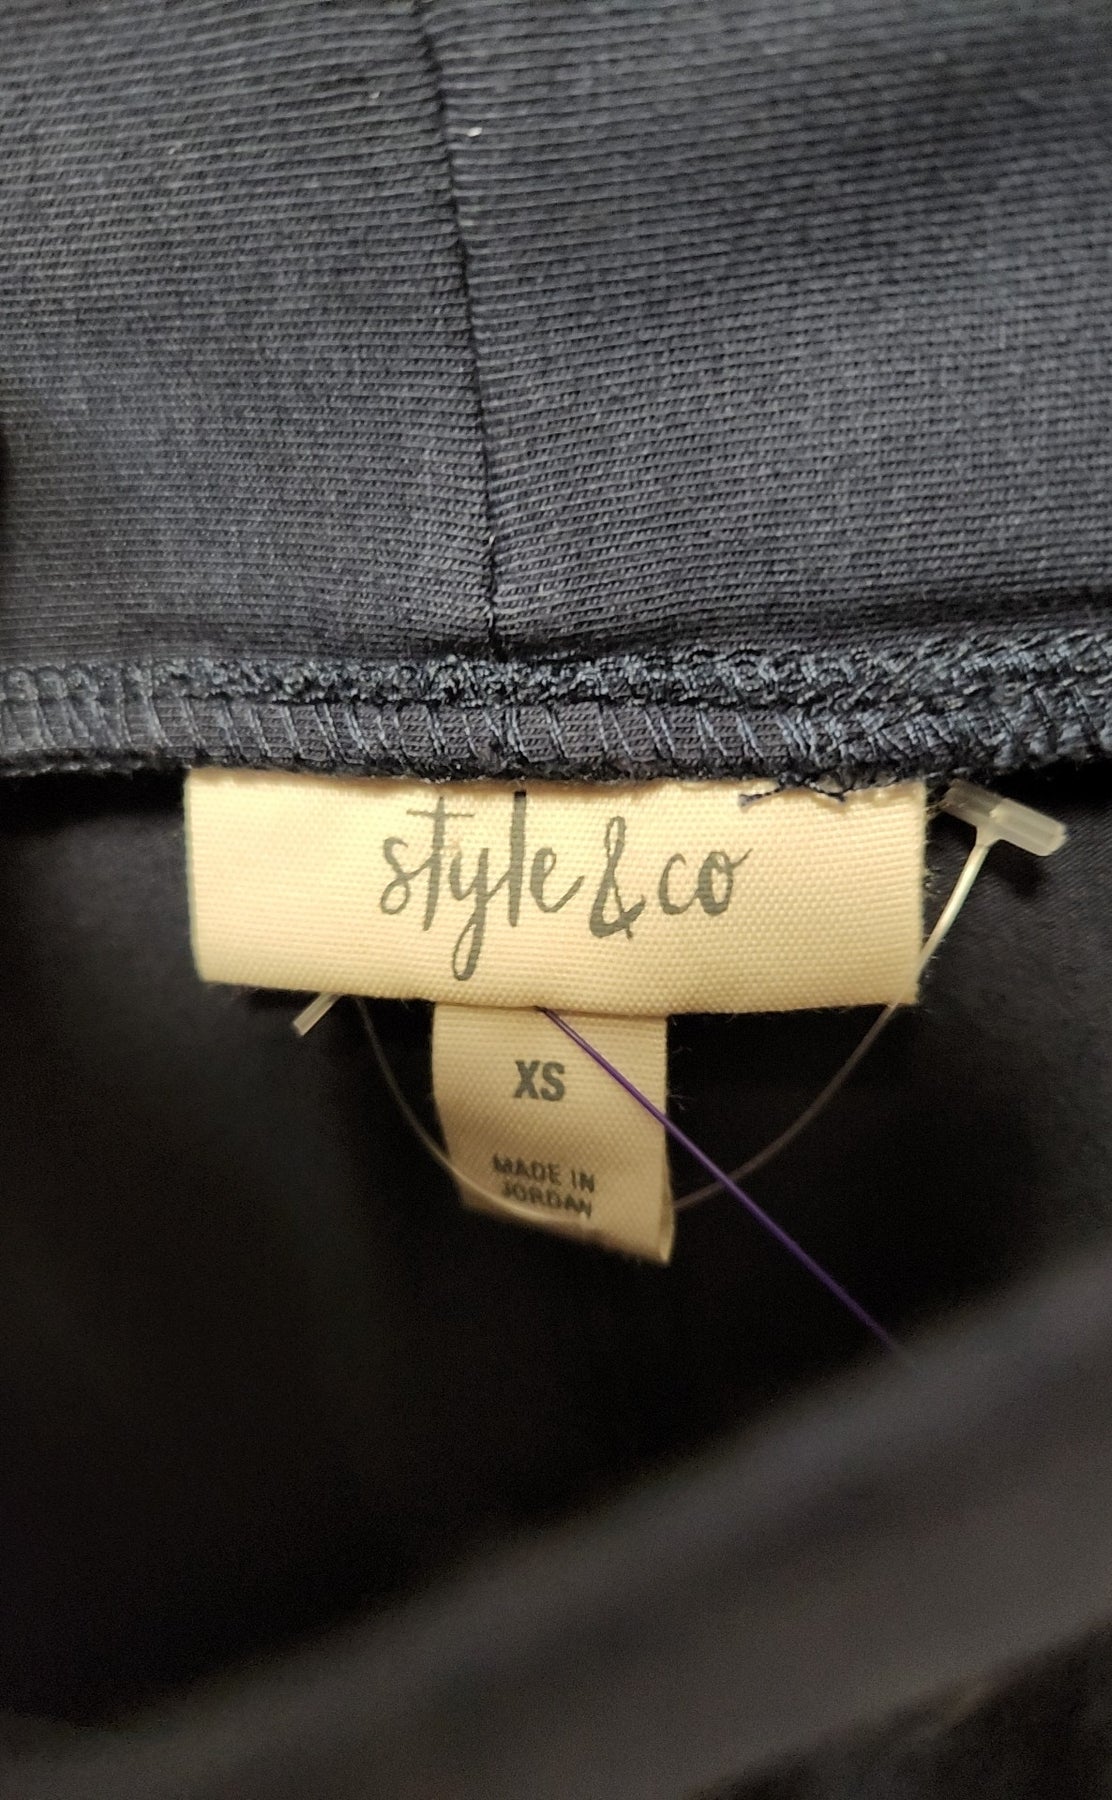 style & co
XS
MADE IN
JORDAN